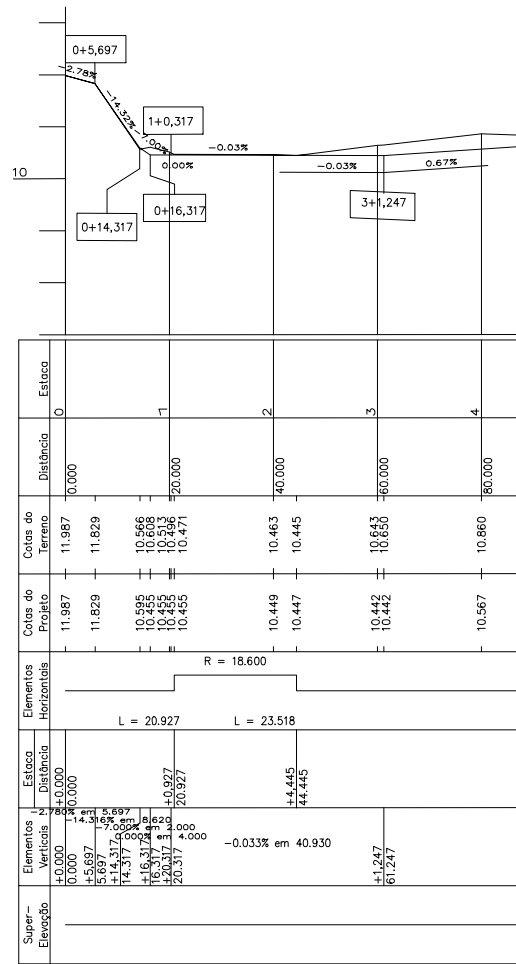 0+5,697
-2.78%
-14.32%
-7.00%
1+0,317
-0.03%
0.00%
-0.03%
0.67%
10
0+14,317
0+16,317
3+1,247
Estaca
0
1
2
3
4
Distância
0.000
20.000
40.000
60.000
80.000
Cotas do
Terreno
11.987
11.829
10.566
10.608
10.513
10.496
10.471
10.463
10.445
10.643
10.650
10.860
Cotas do
Projeto
11.987
11.829
10.595
10.455
10.455
10.455
10.455
10.449
10.447
10.442
10.442
10.567
Elementos
Horizontais
R = 18.600
L = 20.927
L = 23.518
Estaca
Distância
+0.000
0.000
+0,927
20.927
+4,445
44.445
Elementos
Verticais
-2.780% em 5.697
-14.316% em 8.620
-7.000% em 2.000
0.000% em 4.000
-0.033% em 40.930
+0.000
0.000
+5,697
5.697
+14,317
14.317
+16,317
16.317
+20.317
20.317
+1,247
61.247
Super-
Elevação